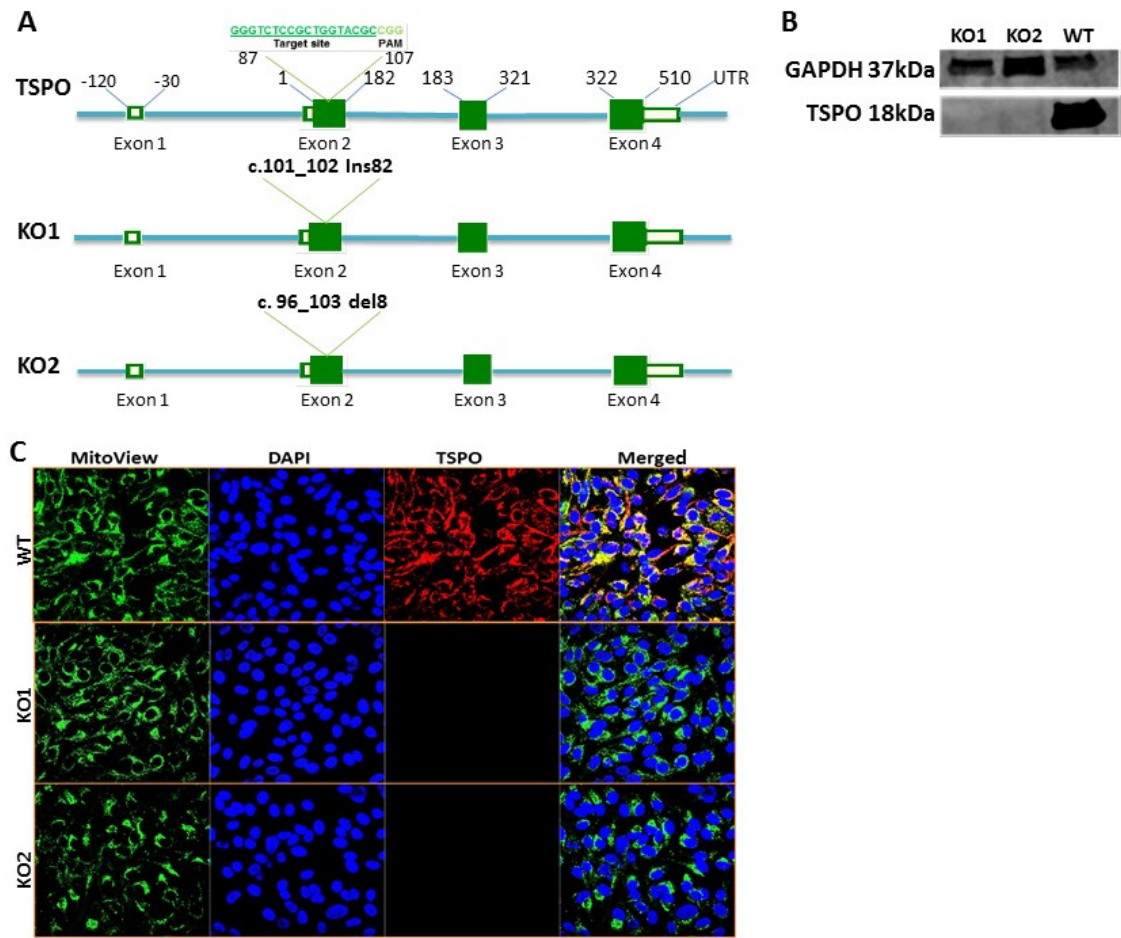 A
GGGTCTCCGCTGGTACGCCGG
Target site PAM
87 107
TSPO -120 -30 1 182 183 321 322 510 UTR
Exon 1 Exon 2 Exon 3 Exon 4
c.101_102 Ins82
KO1
Exon 1 Exon 2 Exon 3 Exon 4
c. 96_103 del8
KO2
Exon 1 Exon 2 Exon 3 Exon 4
B
KO1 KO2 WT
GAPDH 37kDa
TSPO 18kDa
C
MitoView DAPI TSPO Merged
WT
KO1
KO2